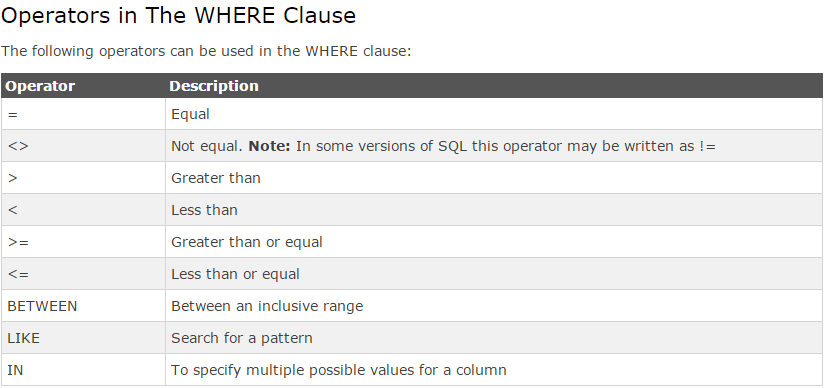 Operators in The WHERE Clause
The following operators can be used in the WHERE clause:
Operator Description
= Equal
<> Not equal. Note: In some versions of SQL this operator may be written as !=
> Greater than
< Less than
>= Greater than or equal
<= Less than or equal
BETWEEN Between an inclusive range
LIKE Search for a pattern
IN To specify multiple possible values for a column